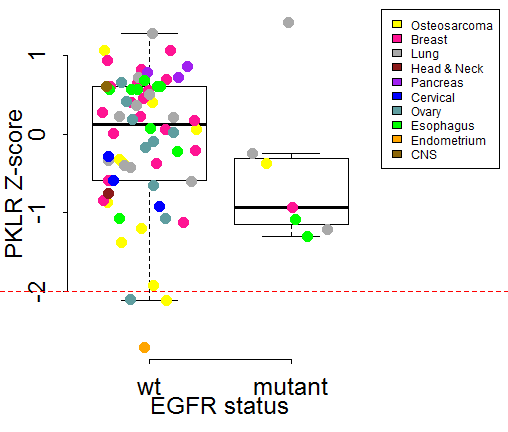 Osteosarcoma
Breast
Lung
Head & Neck
Pancreas
Cervical
Ovary
Esophagus
Endometrium
CNS
PKLR Z-score
1
0
-1
-2
wt mutant
EGFR status